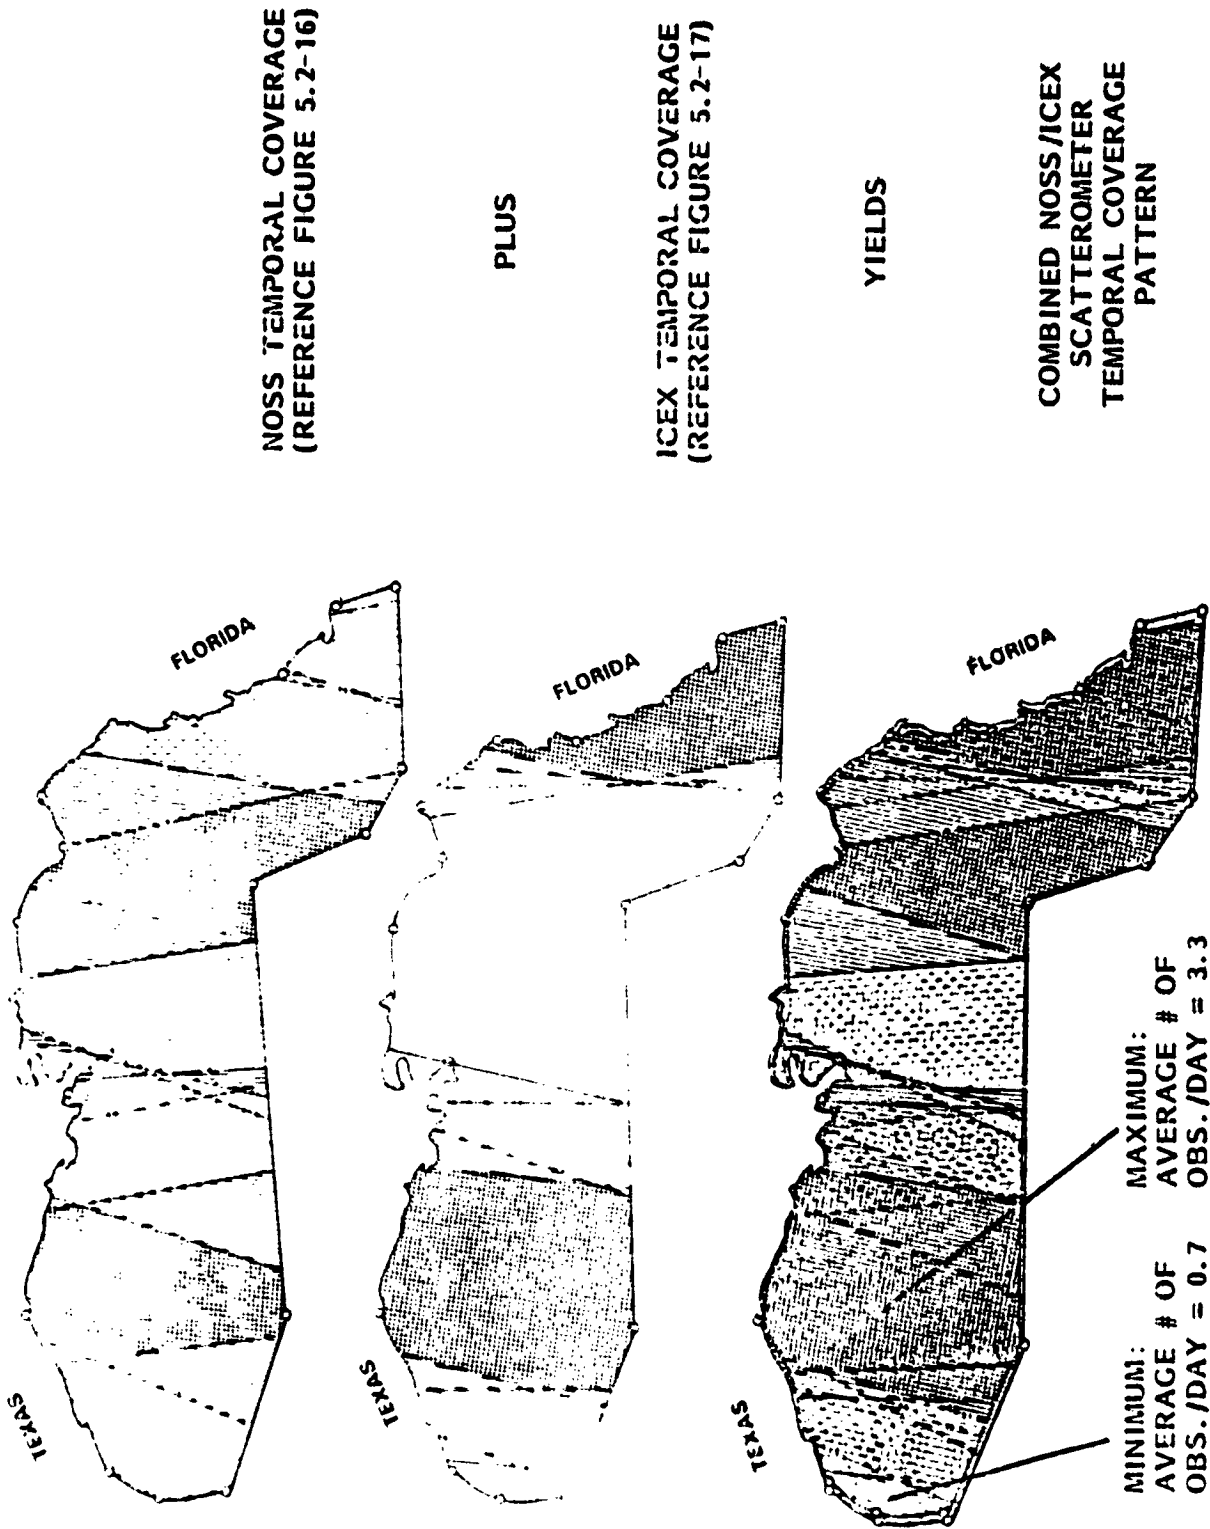 TEXAS
FLORIDA
NOSS TEMPORAL COVERAGE
(REFERENCE FIGURE 5.2-16)
PLUS
TEXAS
FLORIDA
ICEX TEMPORAL COVERAGE
(REFERENCE FIGURE 5.2-17)
YIELDS
TEXAS
FLORIDA
COMBINED NOSS/ICEX
SCATTEROMETER
TEMPORAL COVERAGE
PATTERN
MINIMUM:
AVERAGE # OF
OBS./DAY = 0.7
MAXIMUM:
AVERAGE # OF
OBS./DAY = 3.3